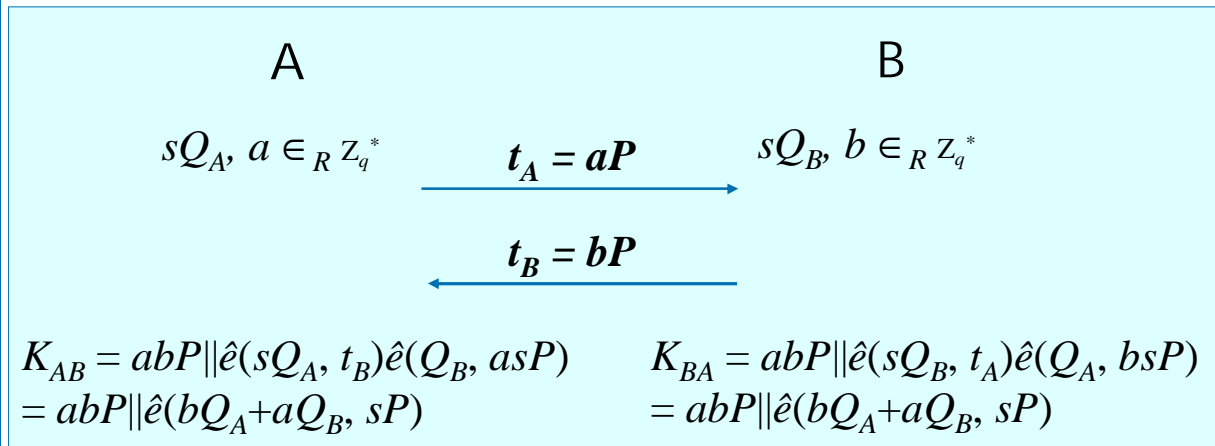 A B
sQ_A, a ∈_R Z_q^* t_A = aP sQ_B, b ∈_R Z_q^*
t_B = bP
K_AB = abP||ê(sQ_A, t_B)ê(Q_B, asP) K_BA = abP||ê(sQ_B, t_A)ê(Q_A, bsP)
= abP||ê(bQ_A+aQ_B, sP) = abP||ê(bQ_A+aQ_B, sP)